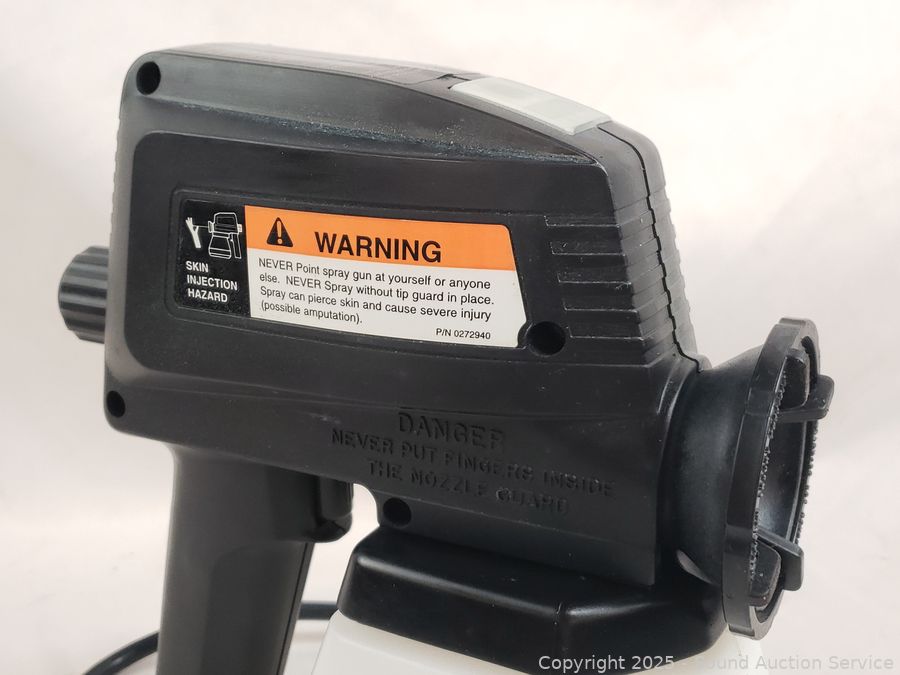 WARNING
SKIN
INJECTION
HAZARD
NEVER Point spray gun at yourself or anyone
else. NEVER Spray without tip guard in place.
Spray can pierce skin and cause severe injury
(possible amputation).
P/N 0272940
DANGER
NEVER PUT FINGERS INSIDE
THE NOZZLE GUARD
Copyright 2025 - Bound Auction Service